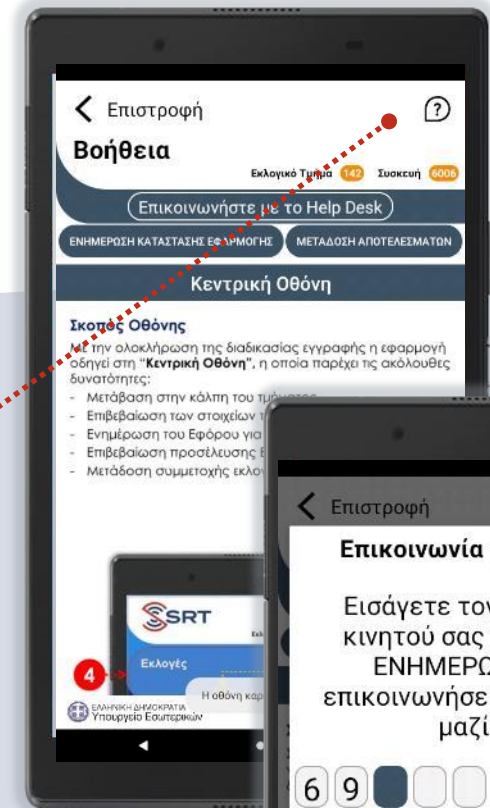 Επιστροφή
Βοήθεια
Εκλογικό Τμήμα 142 Συσκευή 6006
Επικοινωνήστε με το Help Desk
ΕΝΗΜΕΡΩΣΗ ΚΑΤΑΣΤΑΣΗΣ ΕΦΑΡΜΟΓΗΣ ΜΕΤΑΔΟΣΗ ΑΠΟΤΕΛΕΣΜΑΤΩΝ
Κεντρική Οθόνη
Σκοπός Οθόνης
Με την ολοκλήρωση της διαδικασίας εγγραφής η εφαρμογή
οδηγεί στη "Κεντρική Οθόνη", η οποία παρέχει τις ακόλουθες
δυνατότητες:
- Μετάβαση στην κάλπη του τμήματος
- Επιβεβαίωση των στοιχείων
- Ενημέρωση του Εφόρου για
- Επιβεβαίωση προσέλευσης
- Μετάδοση συμμετοχής εκλο
SSRT
Εκλογές
4
Η οθόνη
ΕΛΛΗΝΙΚΗ ΔΗΜΟΚΡΑΤΙΑ
Υπουργείο Εσωτερικών
Επιστροφή
Επικοινωνία
Εισάγετε τον
κινητού σας
ΕΝΗΜΕΡΩ
επικοινωνήσε
μαζί
6 9